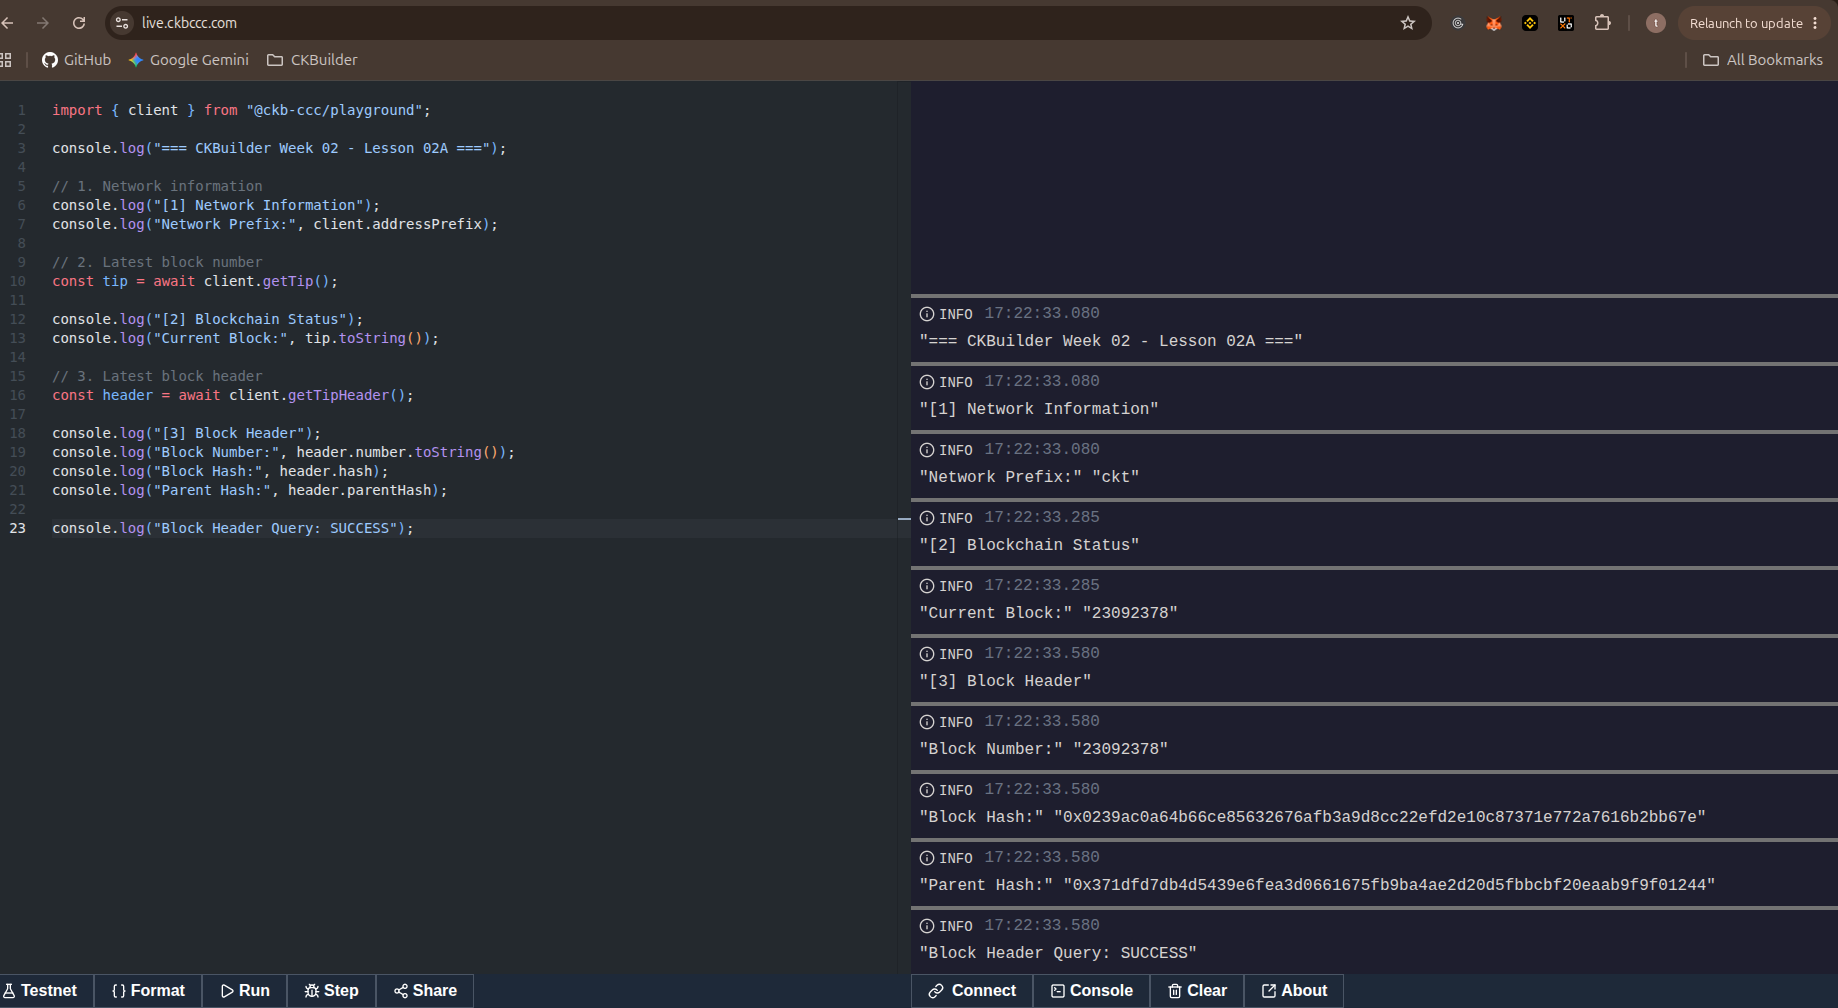 live.ckbccc.com
t
Relaunch to update
GitHub
Google Gemini
CKBuilder
All Bookmarks
1 import { client } from "@ckb-ccc/playground";
2
3 console.log("=== CKBuilder Week 02 - Lesson 02A ===");
4
5 // 1. Network information
6 console.log("[1] Network Information");
7 console.log("Network Prefix:", client.addressPrefix);
8
9 // 2. Latest block number
10 const tip = await client.getTip();
11
12 console.log("[2] Blockchain Status");
13 console.log("Current Block:", tip.toString());
14
15 // 3. Latest block header
16 const header = await client.getTipHeader();
17
18 console.log("[3] Block Header");
19 console.log("Block Number:", header.number.toString());
20 console.log("Block Hash:", header.hash);
21 console.log("Parent Hash:", header.parentHash);
22
23 console.log("Block Header Query: SUCCESS");
INFO 17:22:33.080
"=== CKBuilder Week 02 - Lesson 02A ==="
INFO 17:22:33.080
"[1] Network Information"
INFO 17:22:33.080
"Network Prefix:" "ckt"
INFO 17:22:33.285
"[2] Blockchain Status"
INFO 17:22:33.285
"Current Block:" "23092378"
INFO 17:22:33.580
"[3] Block Header"
INFO 17:22:33.580
"Block Number:" "23092378"
INFO 17:22:33.580
"Block Hash:" "0x0239ac0a64b66ce85632676afb3a9d8cc22efd2e10c87371e772a7616b2bb67e"
INFO 17:22:33.580
"Parent Hash:" "0x371dfd7db4d5439e6fea3d0661675fb9ba4ae2d20d5fbbcbf20eaab9f9f01244"
INFO 17:22:33.580
"Block Header Query: SUCCESS"
Testnet
Format
Run
Step
Share
Connect
Console
Clear
About